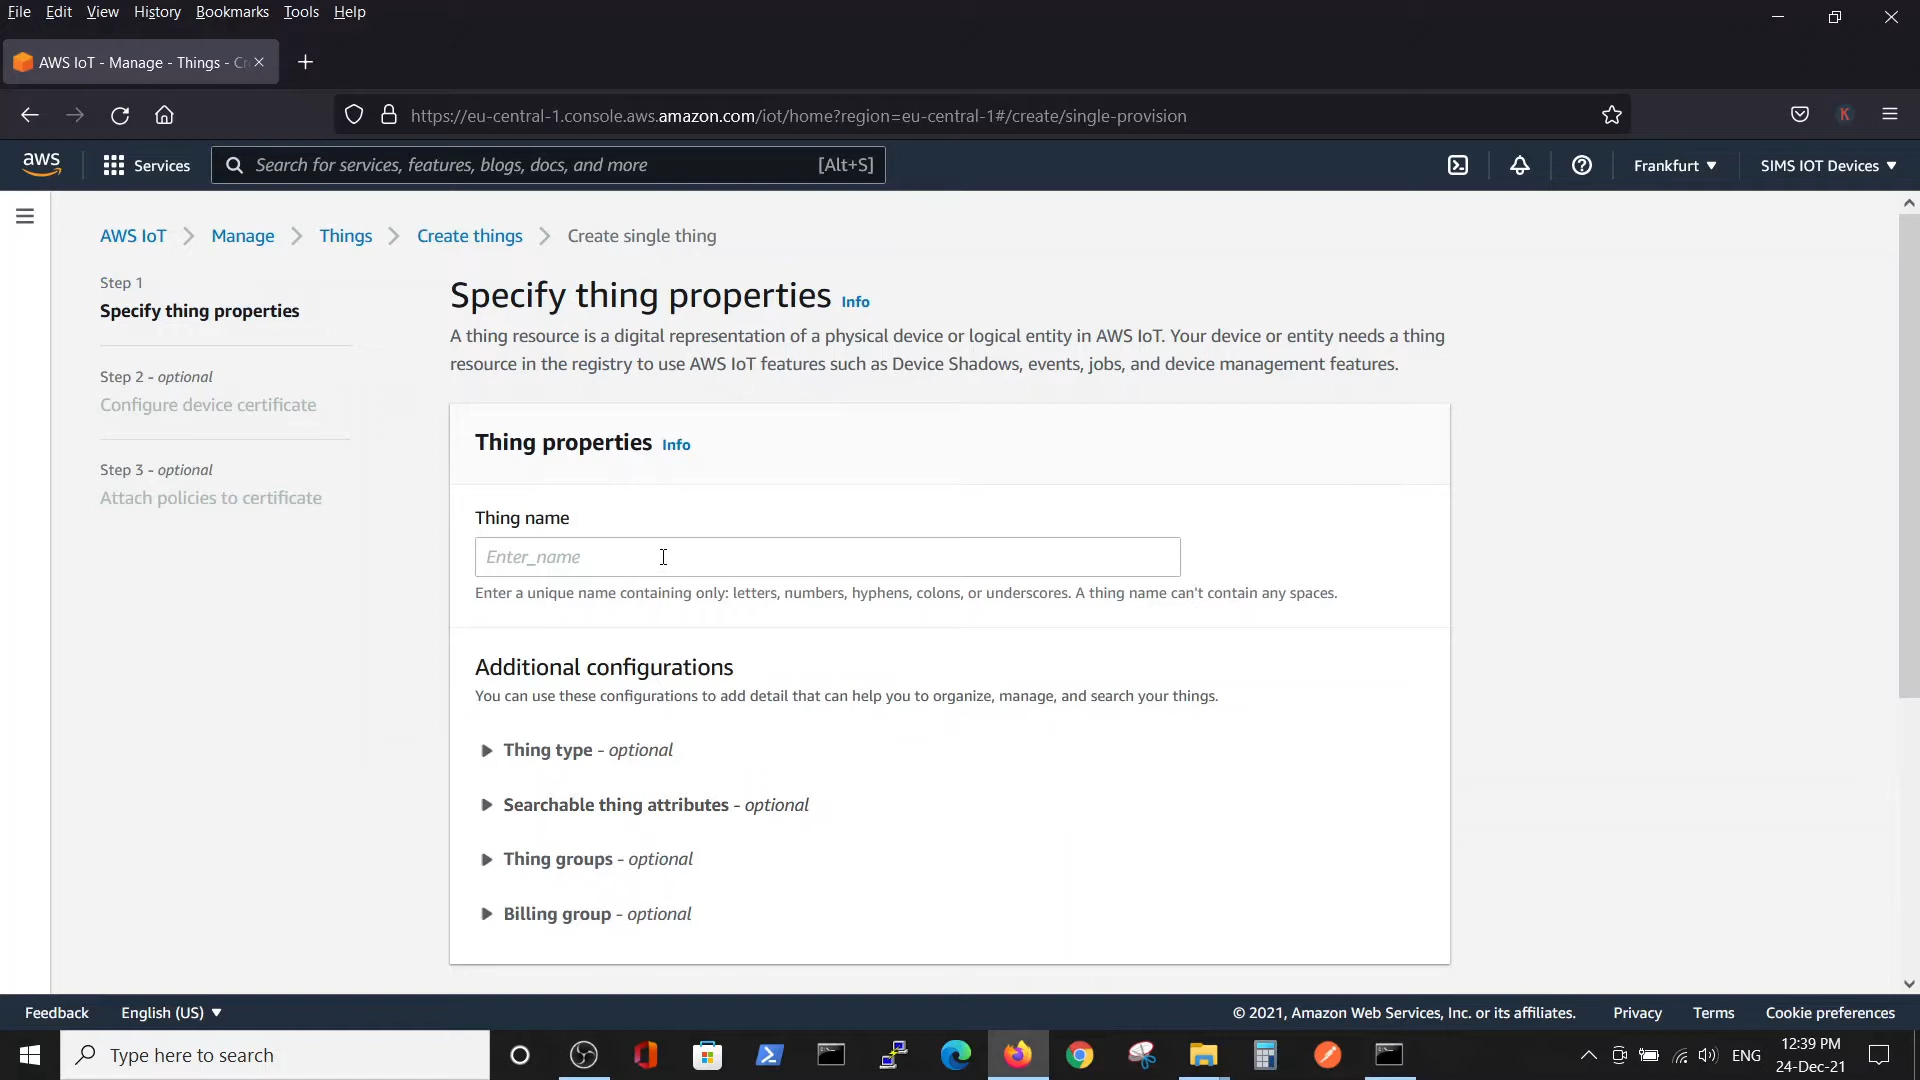 File Edit View History Bookmarks Tools Help
AWS IoT - Manage - Things - Cr
https://eu-central-1.console.aws.amazon.com/iot/home?region=eu-central-1#/create/single-provision
K
aws
Services
Search for services, features, blogs, docs, and more [Alt+S]
Frankfurt
SIMS IOT Devices
AWS IoT
Manage
Things
Create things
Create single thing
Step 1
Specify thing properties
Step 2 - optional
Configure device certificate
Step 3 - optional
Attach policies to certificate
Specify thing properties Info
A thing resource is a digital representation of a physical device or logical entity in AWS IoT. Your device or entity needs a thing
resource in the registry to use AWS IoT features such as Device Shadows, events, jobs, and device management features.
Thing properties Info
Thing name
Enter_name
Enter a unique name containing only: letters, numbers, hyphens, colons, or underscores. A thing name can't contain any spaces.
Additional configurations
You can use these configurations to add detail that can help you to organize, manage, and search your things.
Thing type - optional
Searchable thing attributes - optional
Thing groups - optional
Billing group - optional
Feedback
English (US)
© 2021, Amazon Web Services, Inc. or its affiliates.
Privacy
Terms
Cookie preferences
Type here to search
ENG
12:39 PM
24-Dec-21